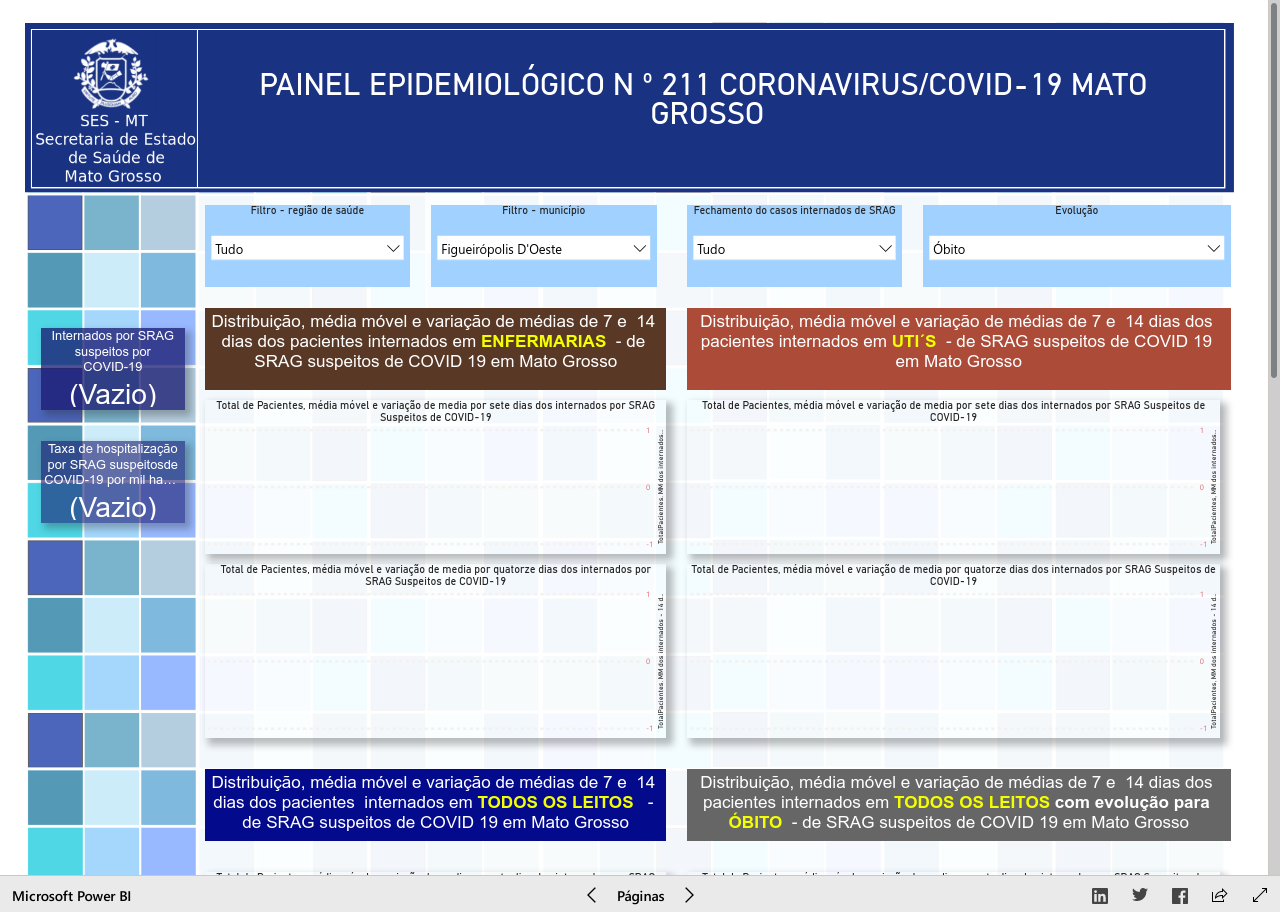 SES - MT
Secretaria de Estado
de Saúde de
Mato Grosso
PAINEL EPIDEMIOLÓGICO N º 211 CORONAVIRUS/COVID-19 MATO
GROSSO
Filtro - região de saúde
Tudo
Filtro - município
Figueirópolis D'Oeste
Fechamento do casos internados de SRAG
Tudo
Evolução
Óbito
Internados por SRAG
suspeitos por
COVID-19
(Vazio)
Taxa de hospitalização
por SRAG suspeitosde
COVID-19 por mil ha…
(Vazio)
Distribuição, média móvel e variação de médias de 7 e 14
dias dos pacientes internados em ENFERMARIAS - de
SRAG suspeitos de COVID 19 em Mato Grosso
Distribuição, média móvel e variação de médias de 7 e 14 dias dos
pacientes internados em UTI´S - de SRAG suspeitos de COVID 19
em Mato Grosso
Total de Pacientes, média móvel e variação de media por sete dias dos internados por SRAG
Suspeitos de COVID-19
1
0
-1
TotalPacientes, MM dos internados…
Total de Pacientes, média móvel e variação de media por sete dias dos internados por SRAG Suspeitos de
COVID-19
1
0
-1
TotalPacientes, MM dos internados…
Total de Pacientes, média móvel e variação de media por quatorze dias dos internados por
SRAG Suspeitos de COVID-19
1
0
-1
TotalPacientes, MM dos internados - 14 d…
Total de Pacientes, média móvel e variação de media por quatorze dias dos internados por SRAG Suspeitos de
COVID-19
1
0
-1
TotalPacientes, MM dos internados - 14 d…
Distribuição, média móvel e variação de médias de 7 e 14
dias dos pacientes internados em TODOS OS LEITOS -
de SRAG suspeitos de COVID 19 em Mato Grosso
Distribuição, média móvel e variação de médias de 7 e 14 dias dos
pacientes internados em TODOS OS LEITOS com evolução para
ÓBITO - de SRAG suspeitos de COVID 19 em Mato Grosso
Microsoft Power BI
Páginas